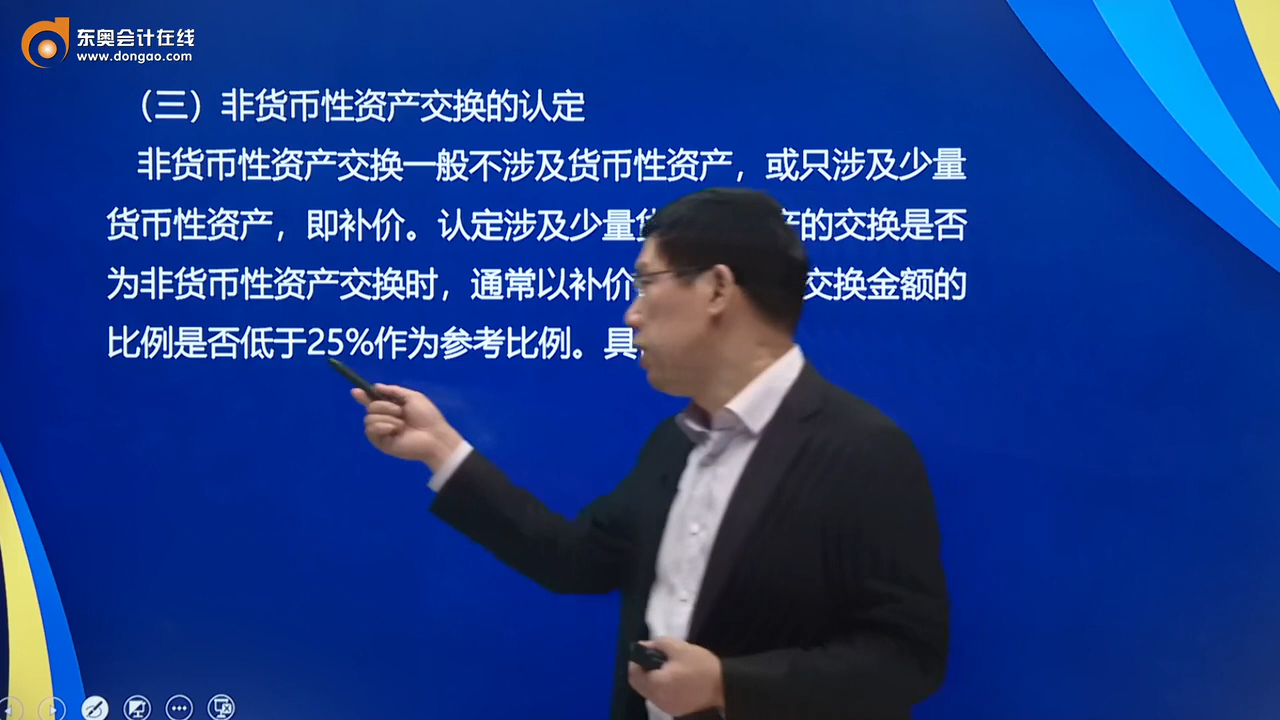 东奥会计在线
www.dongao.com
（三）非货币性资产交换的认定
非货币性资产交换一般不涉及货币性资产，或只涉及少量
货币性资产，即补价。认定涉及少量 的交换是否
为非货币性资产交换时，通常以补价 交换金额的
比例是否低于25%作为参考比例。具